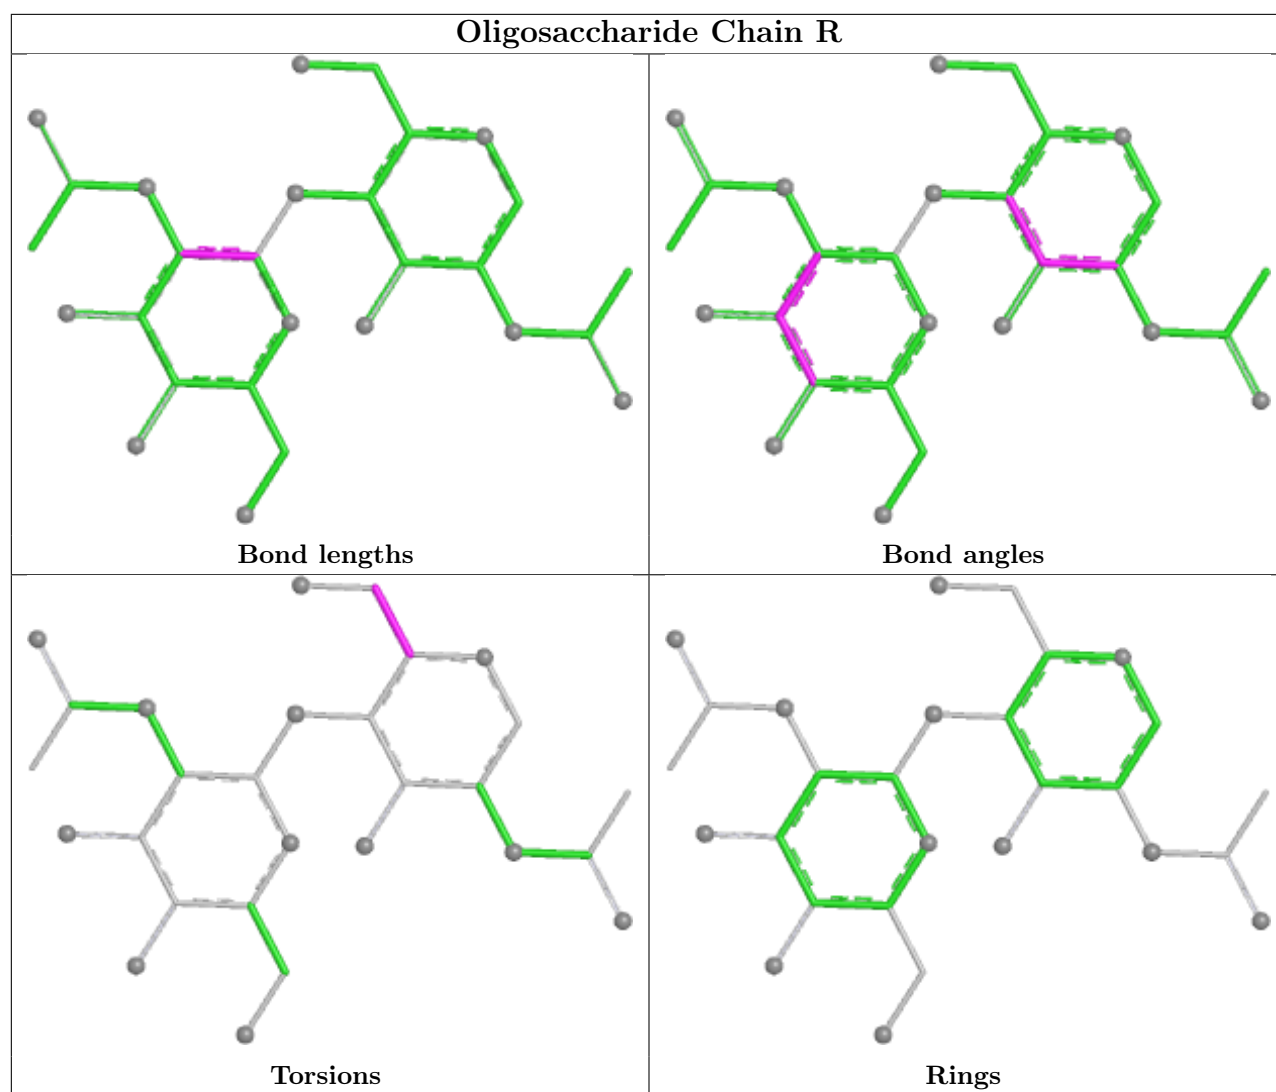 Oligosaccharide Chain R
Bond lengths
Bond angles
Torsions
Rings